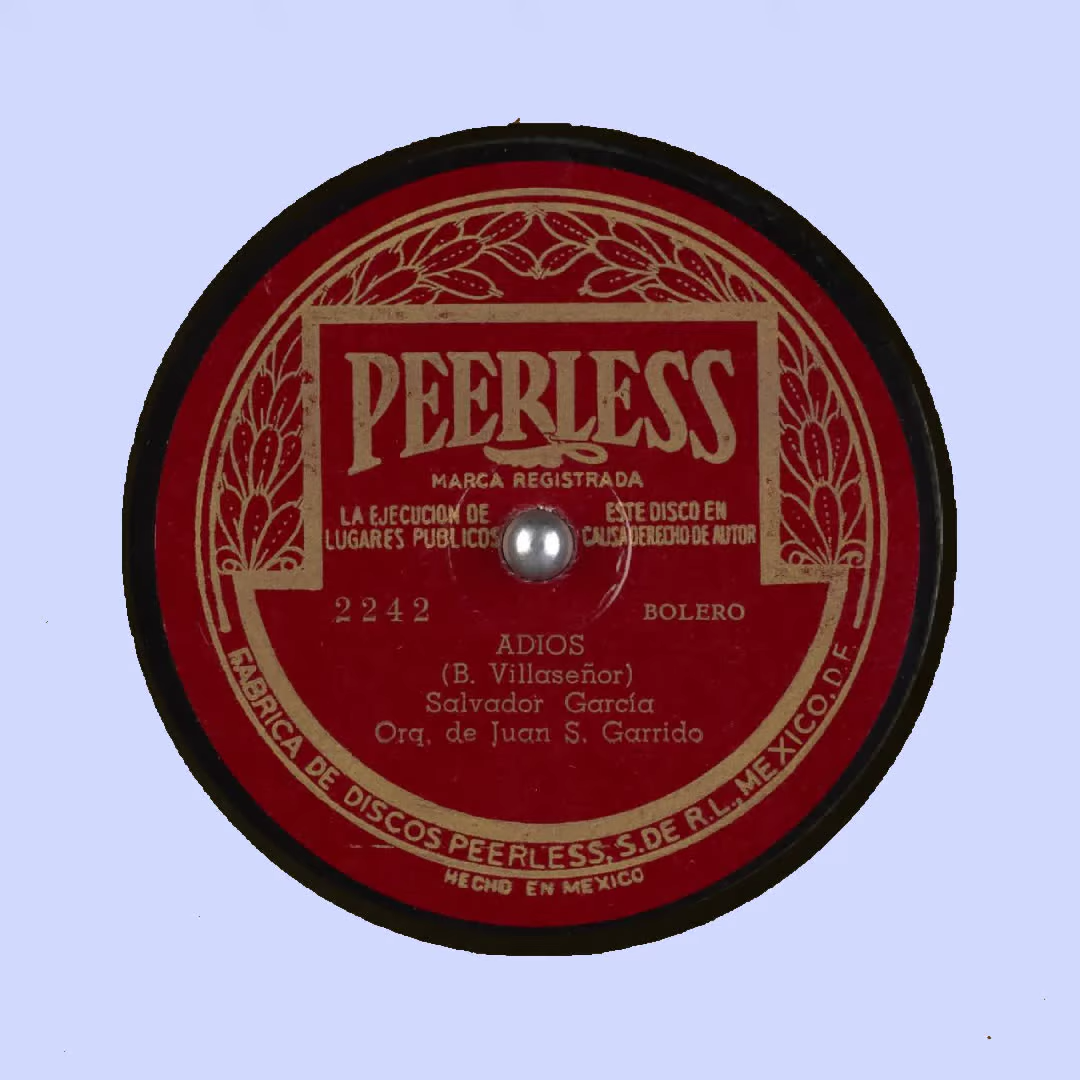 PEERLESS
MARCA REGISTRADA
LA EJECUCION DE ESTE DISCO EN
LUGARES PUBLICOS CAUSA DERECHO DE AUTOR
2242 BOLERO
ADIOS
(B. Villaseñor)
Salvador García
Orq. de Juan S. Garrido
FABRICA DE DISCOS PEERLESS, S. DE R. L., MEXICO, D. F.
HECHO EN MEXICO